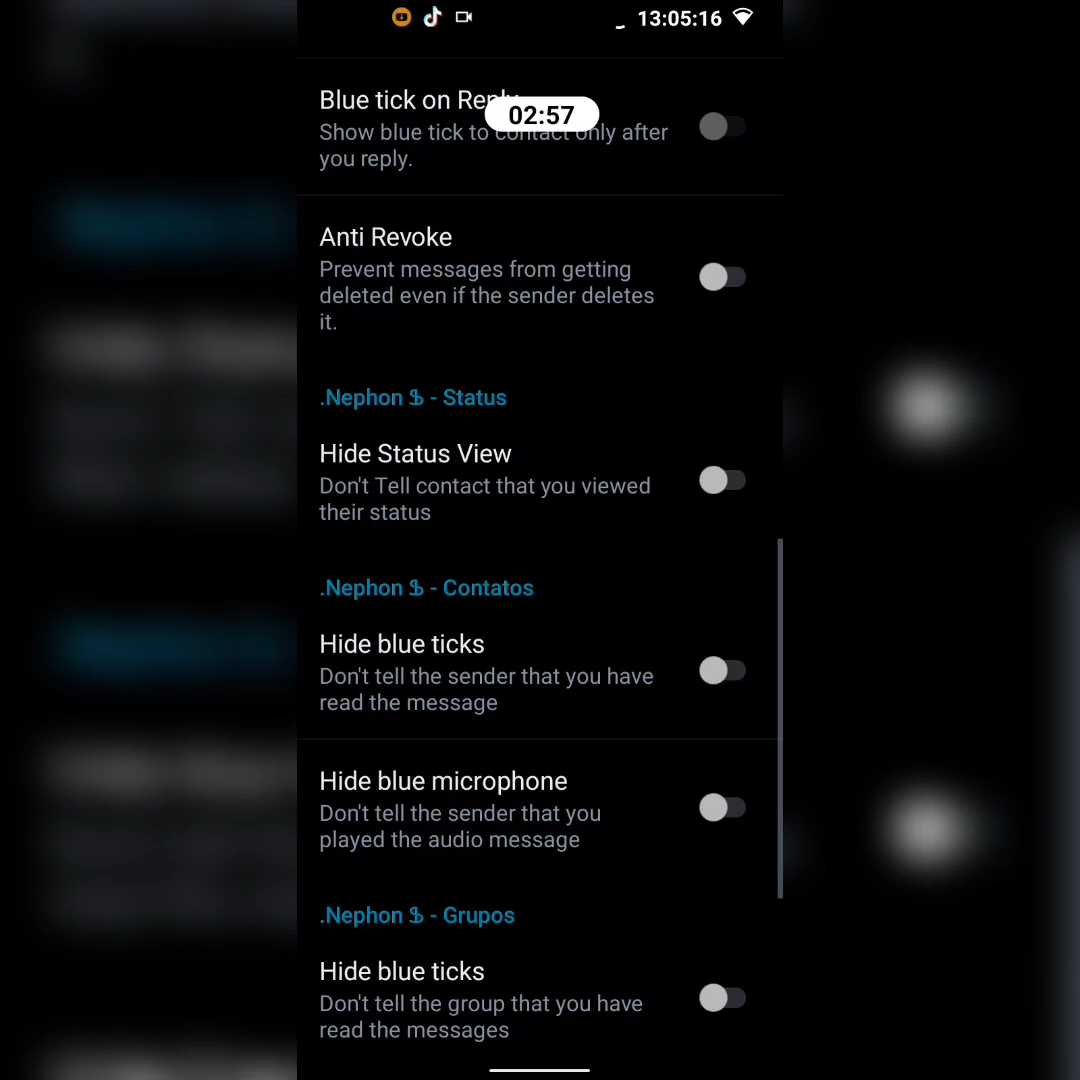 13:05:16
Blue tick on Reply
02:57
Show blue tick to contact only after
you reply.
Anti Revoke
Prevent messages from getting
deleted even if the sender deletes
it.
.Nephon Ֆ - Status
Hide Status View
Don't Tell contact that you viewed
their status
.Nephon Ֆ - Contatos
Hide blue ticks
Don't tell the sender that you have
read the message
Hide blue microphone
Don't tell the sender that you
played the audio message
.Nephon Ֆ - Grupos
Hide blue ticks
Don't tell the group that you have
read the messages